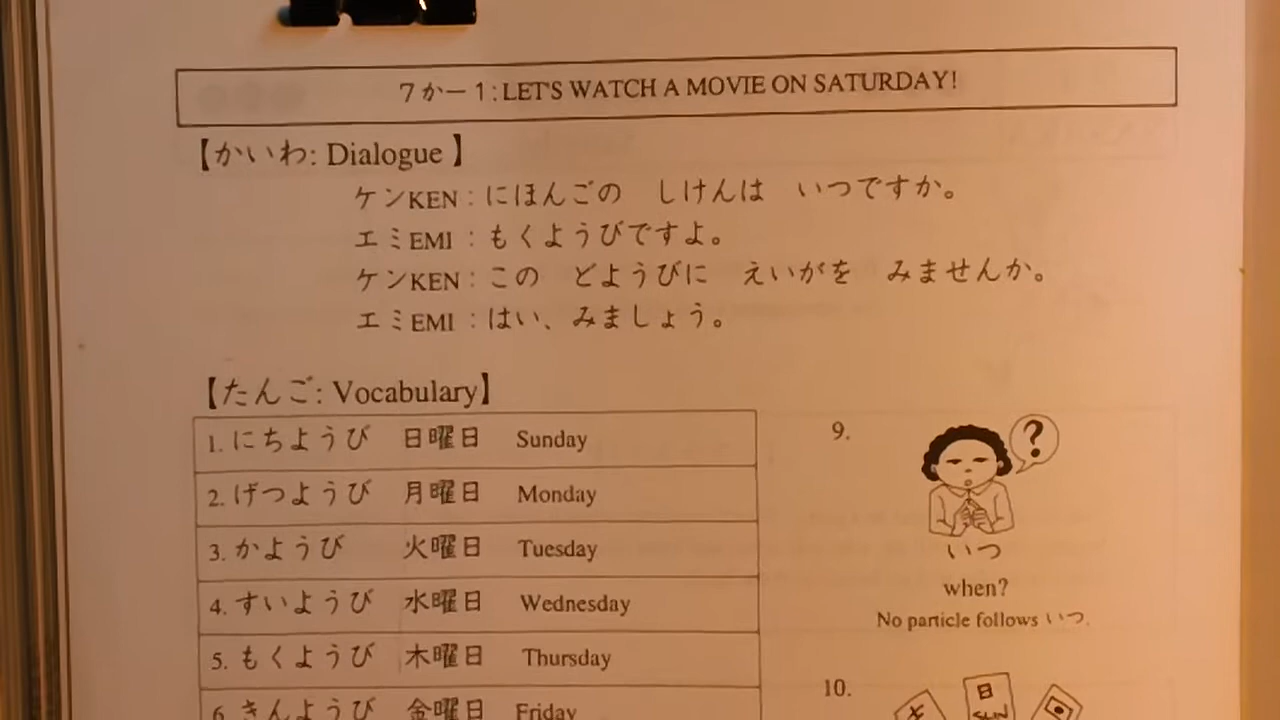 7かー1: LET'S WATCH A MOVIE ON SATURDAY!
【かいわ: Dialogue 】
ケンKEN : にほんごの しけんは いつですか。
エミEMI : もくようびですよ。
ケンKEN : この どようびに えいがを みませんか。
エミEMI : はい、みましょう。
【たんご: Vocabulary】
1. にちようび 日曜日 Sunday
2. げつようび 月曜日 Monday
3. かようび 火曜日 Tuesday
4. すいようび 水曜日 Wednesday
5. もくようび 木曜日 Thursday
6. きんようび 金曜日 Friday
9.
?
いつ
when?
No particle follows いつ.
10.
日
SUN